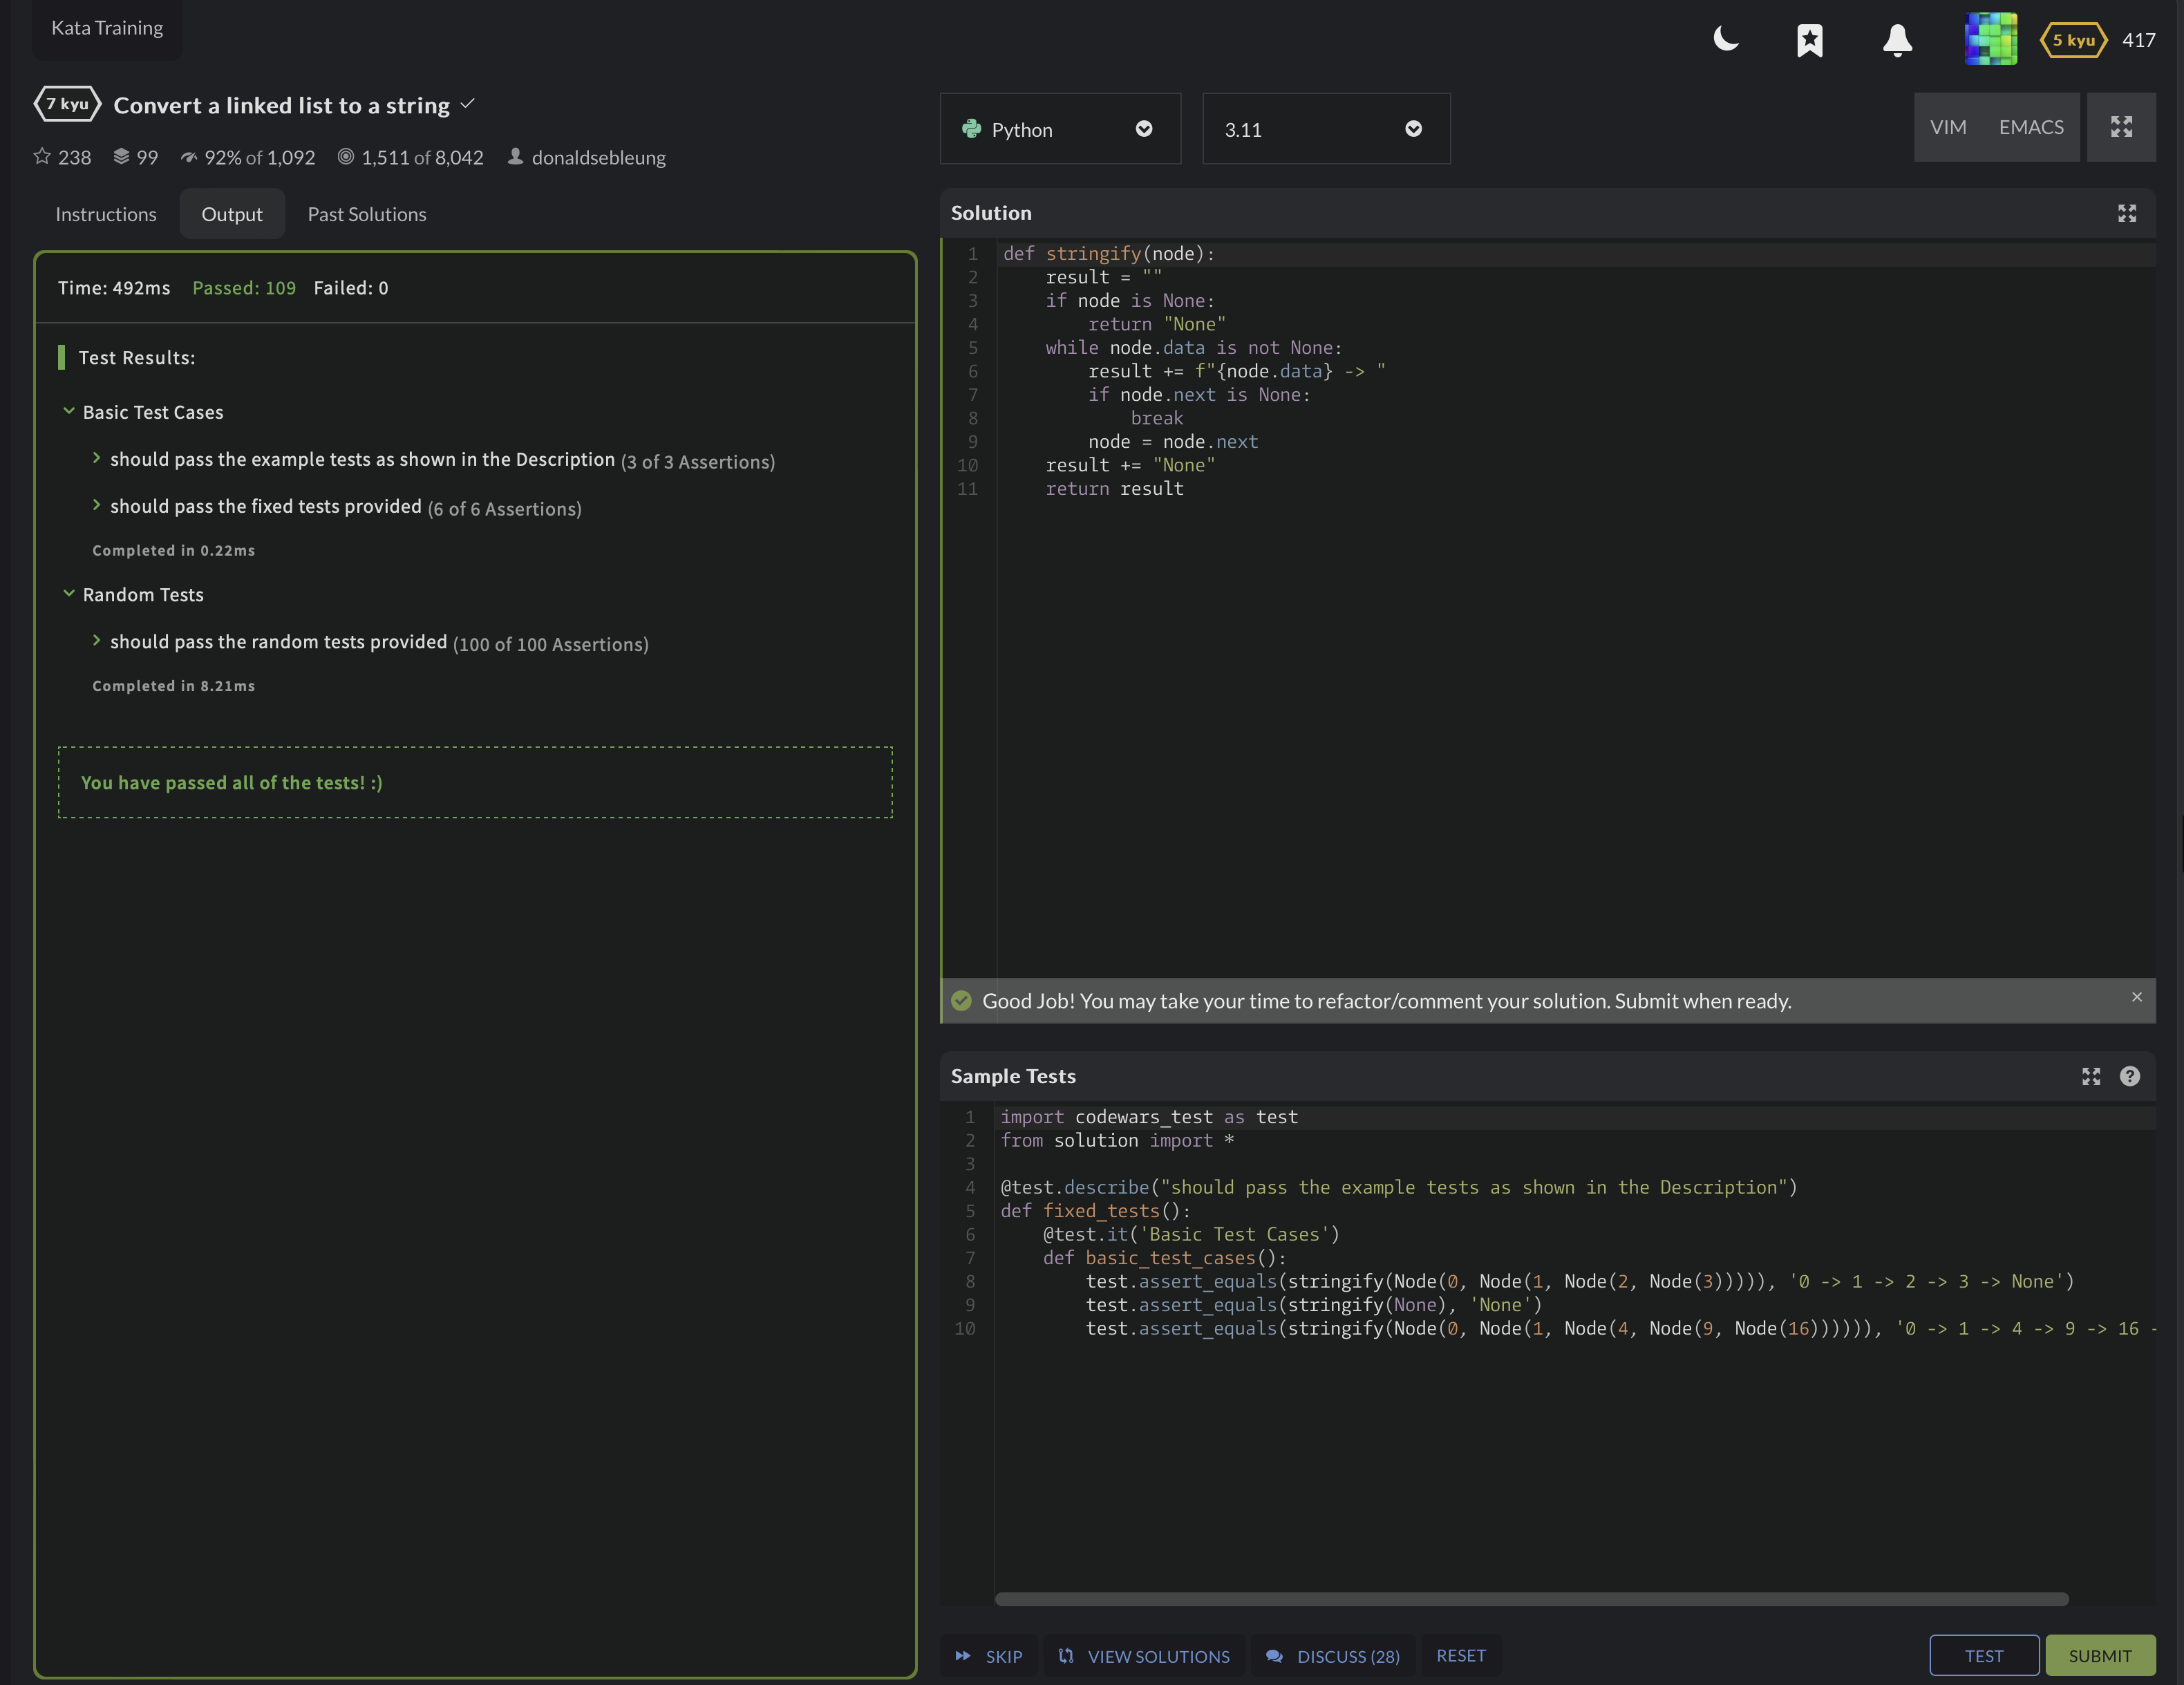 Kata Training
5 kyu 417
7 kyu Convert a linked list to a string
238 99 92% of 1,092 1,511 of 8,042 donaldsebleung
Python 3.11 VIM EMACS
Instructions Output Past Solutions
Time: 492ms Passed: 109 Failed: 0
Test Results:
Basic Test Cases
should pass the example tests as shown in the Description (3 of 3 Assertions)
should pass the fixed tests provided (6 of 6 Assertions)
Completed in 0.22ms
Random Tests
should pass the random tests provided (100 of 100 Assertions)
Completed in 8.21ms
You have passed all of the tests! :)
Solution
1 def stringify(node):
2     result = ""
3     if node is None:
4         return "None"
5     while node.data is not None:
6         result += f"{node.data} -> "
7         if node.next is None:
8             break
9         node = node.next
10     result += "None"
11     return result
Good Job! You may take your time to refactor/comment your solution. Submit when ready.
Sample Tests
1 import codewars_test as test
2 from solution import *
3
4 @test.describe("should pass the example tests as shown in the Description")
5 def fixed_tests():
6     @test.it('Basic Test Cases')
7     def basic_test_cases():
8         test.assert_equals(stringify(Node(0, Node(1, Node(2, Node(3))))), '0 -> 1 -> 2 -> 3 -> None')
9         test.assert_equals(stringify(None), 'None')
10         test.assert_equals(stringify(Node(0, Node(1, Node(4, Node(9, Node(16)))))), '0 -> 1 -> 4 -> 9 -> 16 -
SKIP VIEW SOLUTIONS DISCUSS (28) RESET TEST SUBMIT